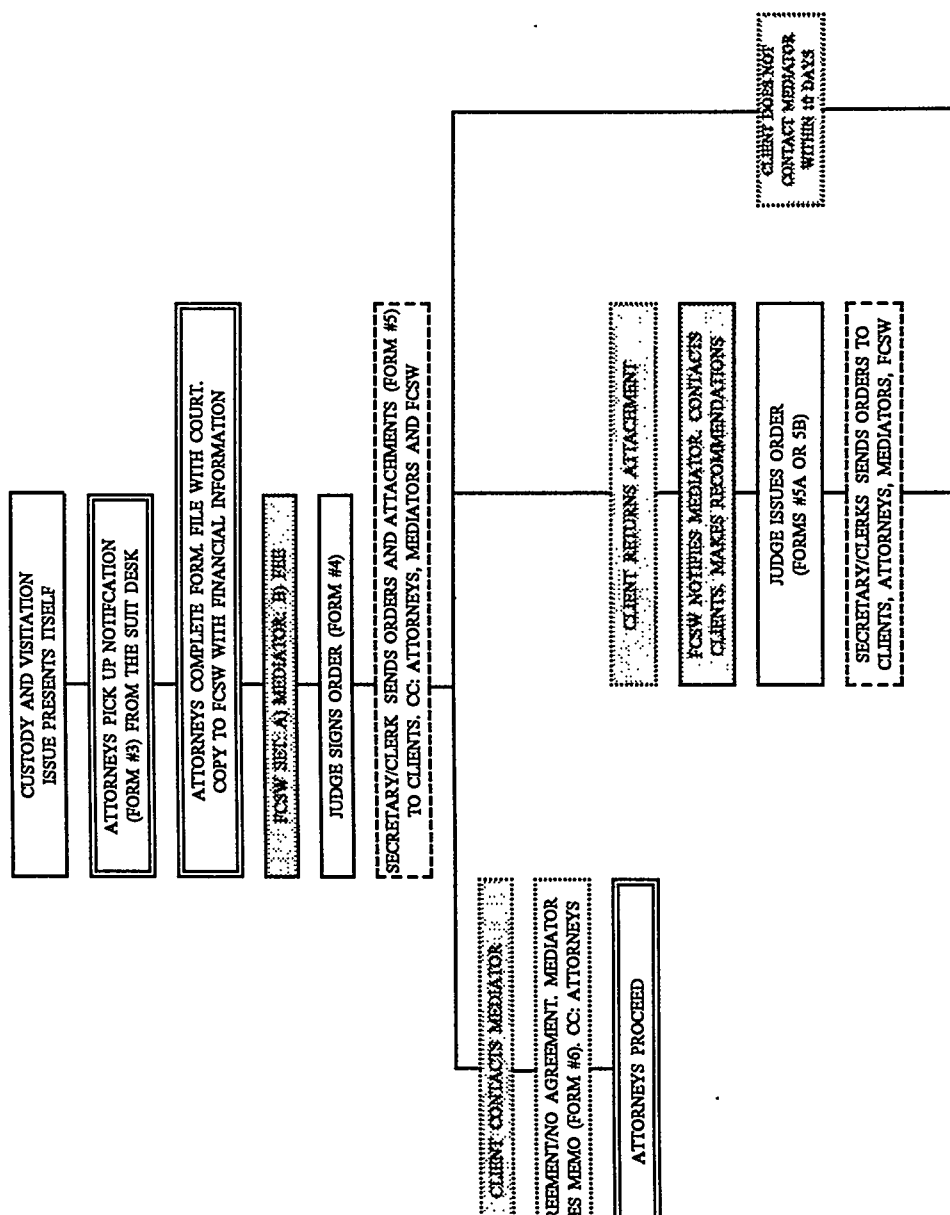 CUSTODY AND VISITATION
ISSUE PRESENTS ITSELF
ATTORNEYS PICK UP NOTIFCATION
(FORM #3) FROM THE SUIT DESK
ATTORNEYS COMPLETE FORM. FILE WITH COURT.
COPY TO FCSW WITH FINANCIAL INFORMATION
FCSW SET: A) MEDIATOR: B) FEE
JUDGE SIGNS ORDER (FORM #4)
SECRETARY/CLERK SENDS ORDERS AND ATTACHMENTS (FORM #5)
TO CLIENTS. CC: ATTORNEYS, MEDIATORS AND FCSW
CLIENT CONTACTS MEDIATOR
REEMENT/NO AGREEMENT. MEDIATOR
ES MEMO (FORM #6). CC: ATTORNEYS
ATTORNEYS PROCEED
CLIENT RETURNS ATTACHMENT
FCSW NOTIFIES MEDIATOR. CONTACTS
CLIENTS. MAKES RECOMMENDATIONS
JUDGE ISSUES ORDER
(FORMS #5A OR 5B)
SECRETARY/CLERKS SENDS ORDERS TO
CLIENTS, ATTORNEYS, MEDIATORS, FCSW
CLIENT DOES NOT
CONTACT MEDIATOR
WITHIN 10 DAYS